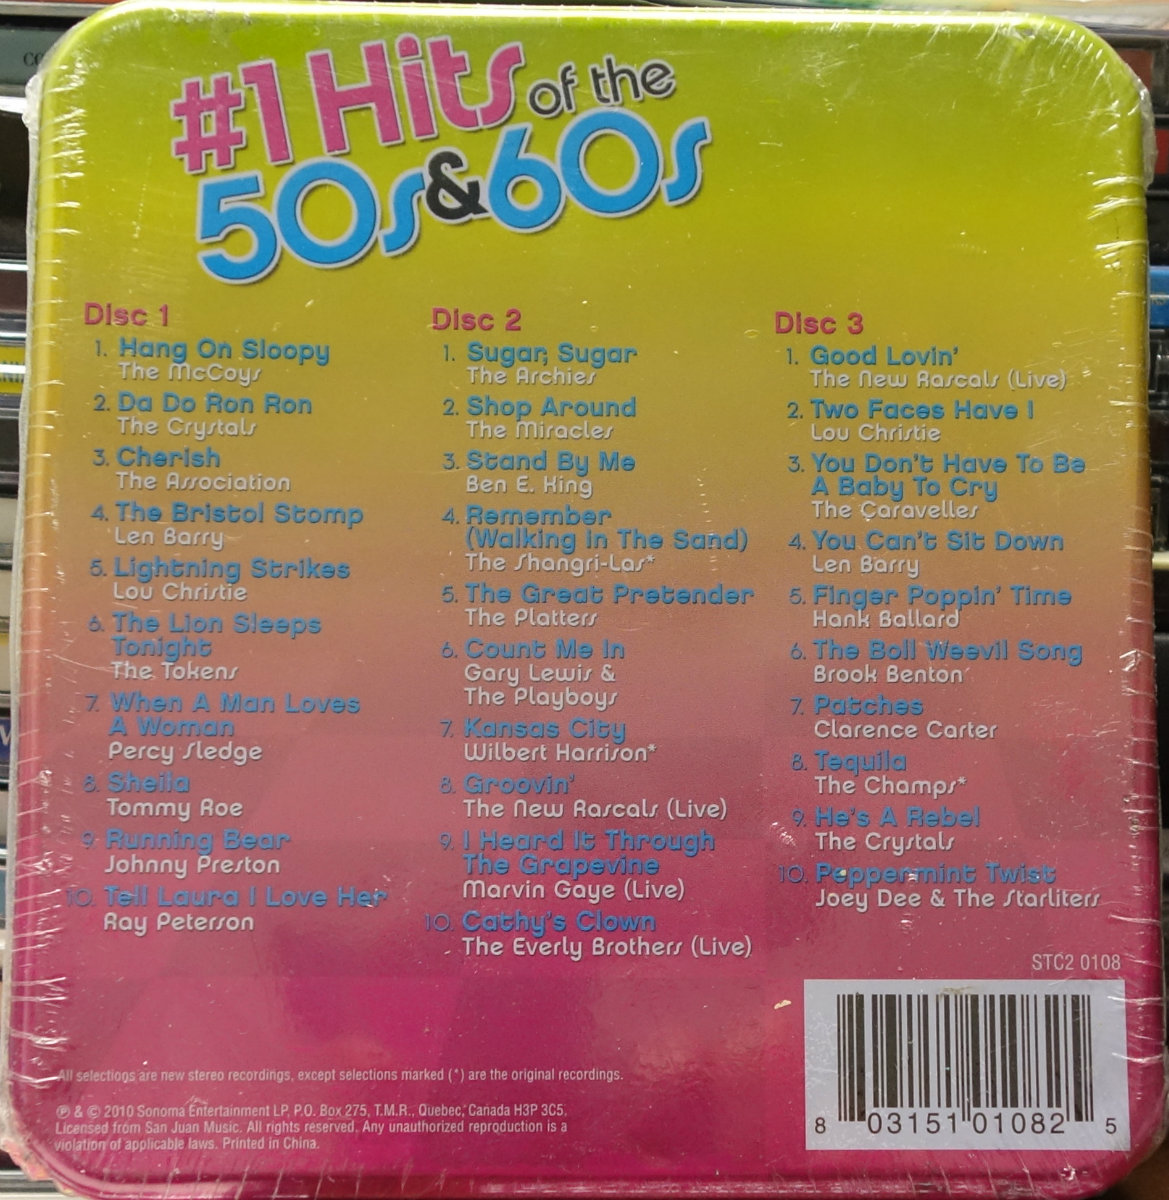 #1 Hits of the
50s & 60s
Disc 1
1. Hang On Sloopy
The McCoys
2. Da Do Ron Ron
The Crystals
3. Cherish
The Association
4. The Bristol Stomp
Len Barry
5. Lightning Strikes
Lou Christie
6. The Lion Sleeps
Tonight
The Tokens
7. When A Man Loves
A Woman
Percy Sledge
8. Sheila
Tommy Roe
9. Running Bear
Johnny Preston
10. Tell Laura I Love Her
Ray Peterson
Disc 2
1. Sugar, Sugar
The Archies
2. Shop Around
The Miracles
3. Stand By Me
Ben E. King
4. Remember
(Walking In The Sand)
The Shangri-Las*
5. The Great Pretender
The Platters
6. Count Me In
Gary Lewis &
The Playboys
7. Kansas City
Wilbert Harrison*
8. Groovin'
The New Rascals (Live)
9. I Heard It Through
The Grapevine
Marvin Gaye (Live)
10. Cathy's Clown
The Everly Brothers (Live)
Disc 3
1. Good Lovin'
The New Rascals (Live)
2. Two Faces Have I
Lou Christie
3. You Don't Have To Be
A Baby To Cry
The Caravelles
4. You Can't Sit Down
Len Barry
5. Finger Poppin' Time
Hank Ballard
6. The Boll Weevil Song
Brook Benton
7. Patches
Clarence Carter
8. Tequila
The Champs*
9. He's A Rebel
The Crystals
10. Peppermint Twist
Joey Dee & The Starliters
STC2 0108
8 03151 01082 5
All selections are new stereo recordings, except selections marked (*) are the original recordings.
℗ & © 2010 Sonoma Entertainment LP, P.O. Box 275, T.M.R., Quebec, Canada H3P 3C5.
Licensed from San Juan Music. All rights reserved. Any unauthorized reproduction is a
violation of applicable laws. Printed in China.